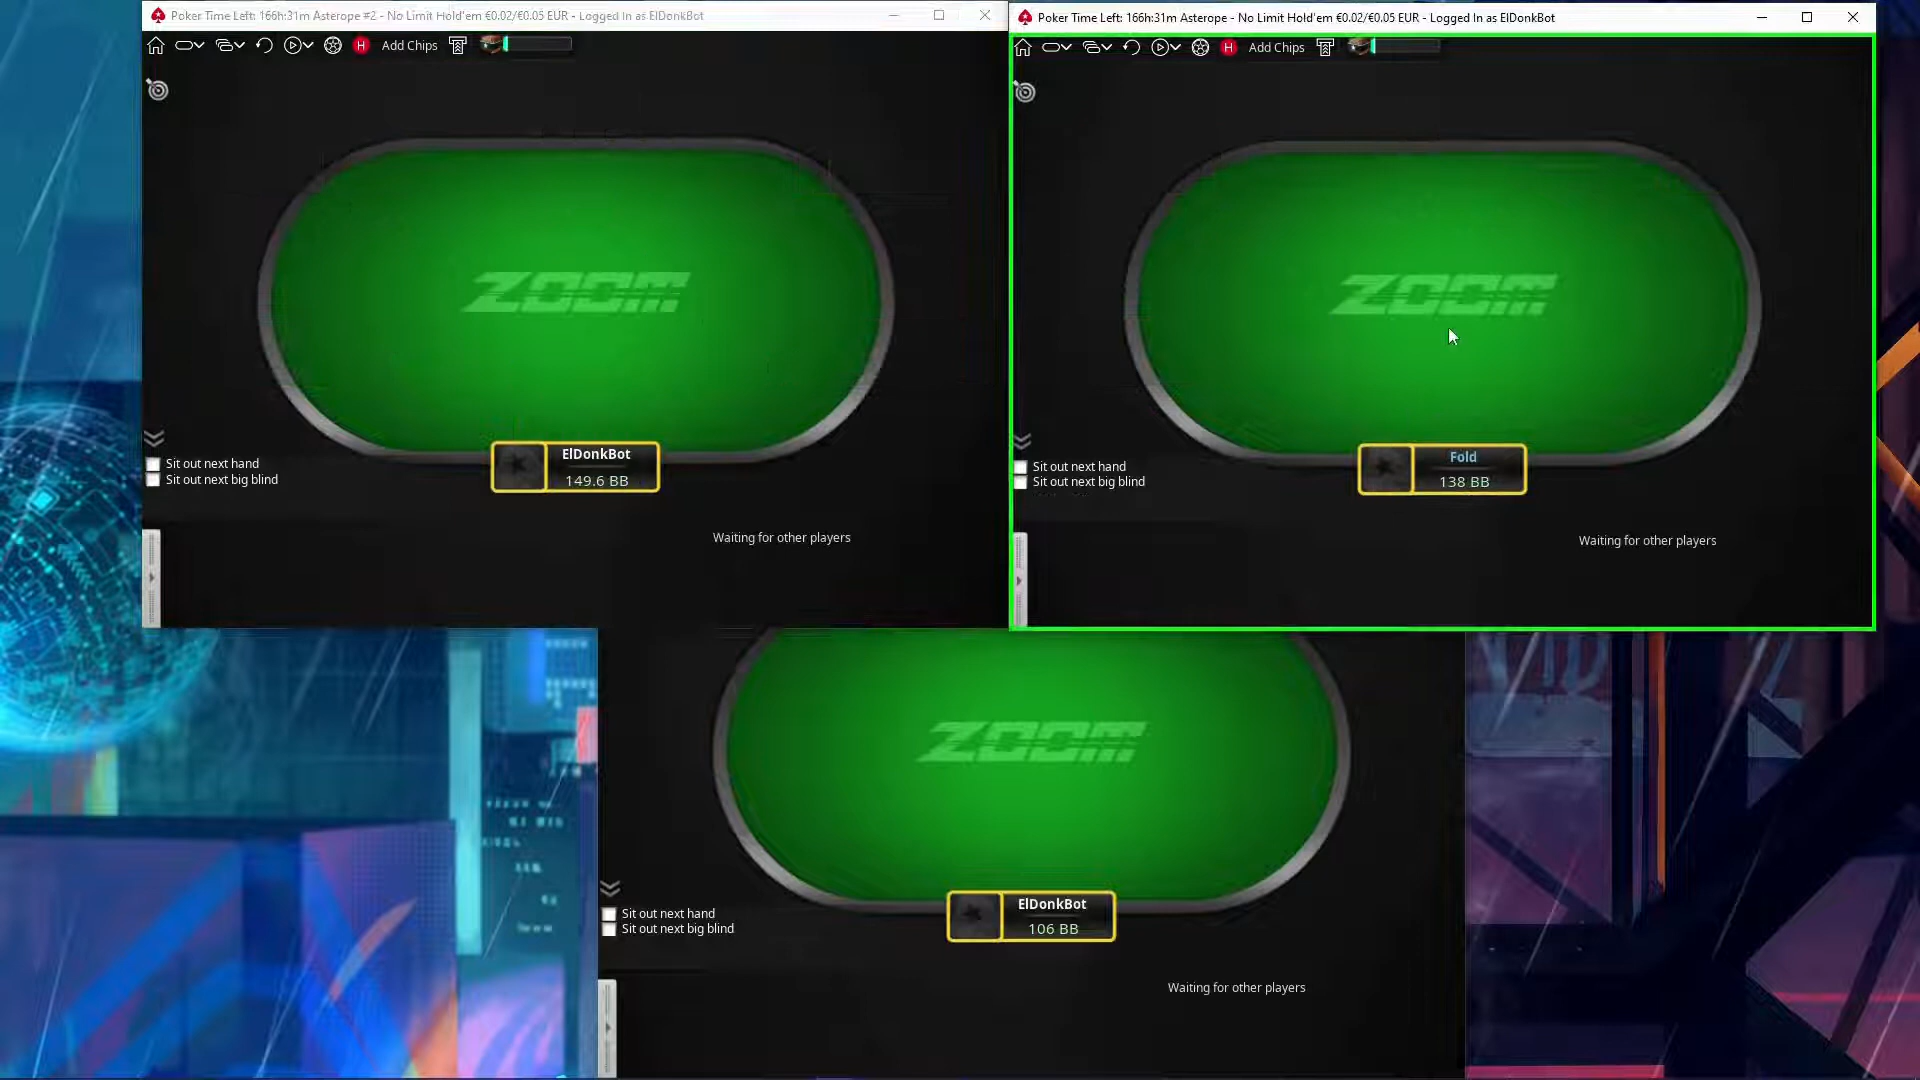 Poker Time Left: 166h:31m Asterope #2 - No Limit Hold'em €0.02/€0.05 EUR - Logged In as ElDonkBot
H Add Chips
ZOOM
ElDonkBot
149.6 BB
Sit out next hand
Sit out next big blind
Waiting for other players
Poker Time Left: 166h:31m Asterope - No Limit Hold'em €0.02/€0.05 EUR - Logged In as ElDonkBot
H Add Chips
ZOOM
Fold
138 BB
Sit out next hand
Sit out next big blind
Waiting for other players
ZOOM
ElDonkBot
106 BB
Sit out next hand
Sit out next big blind
Waiting for other players